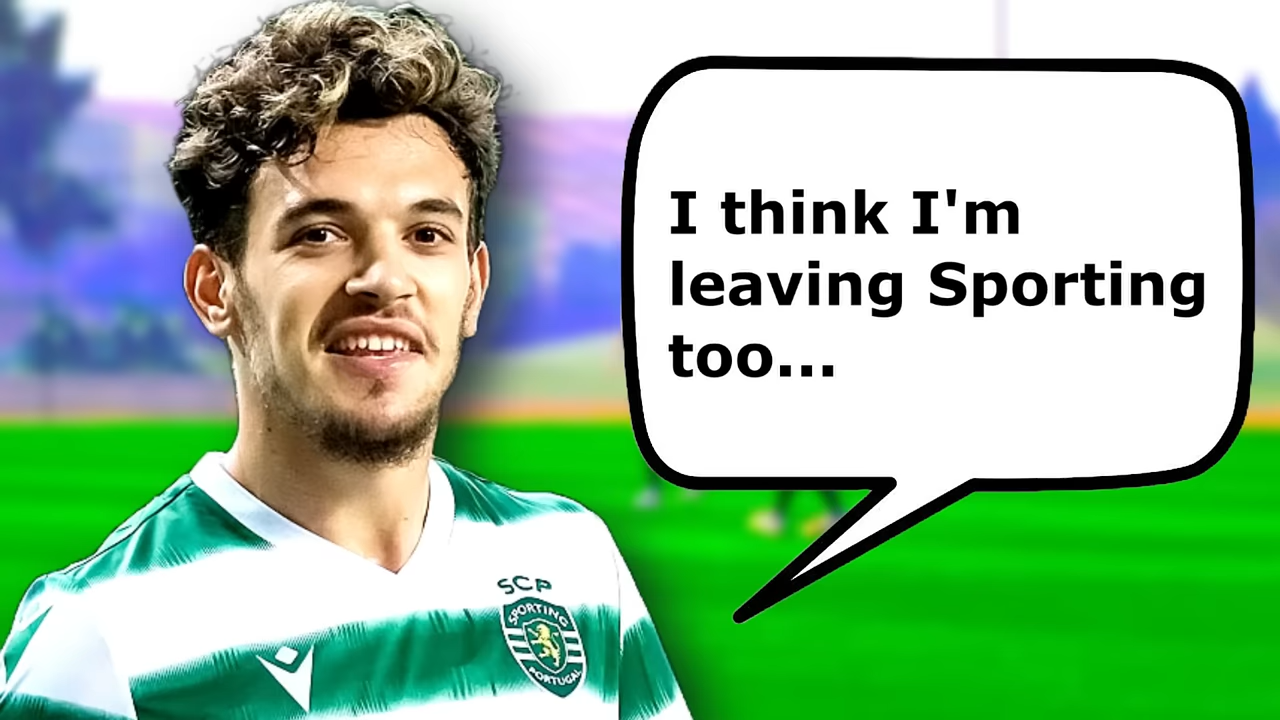 I think I'm
leaving Sporting
too...
SCP
SPORTING
PORTUGAL